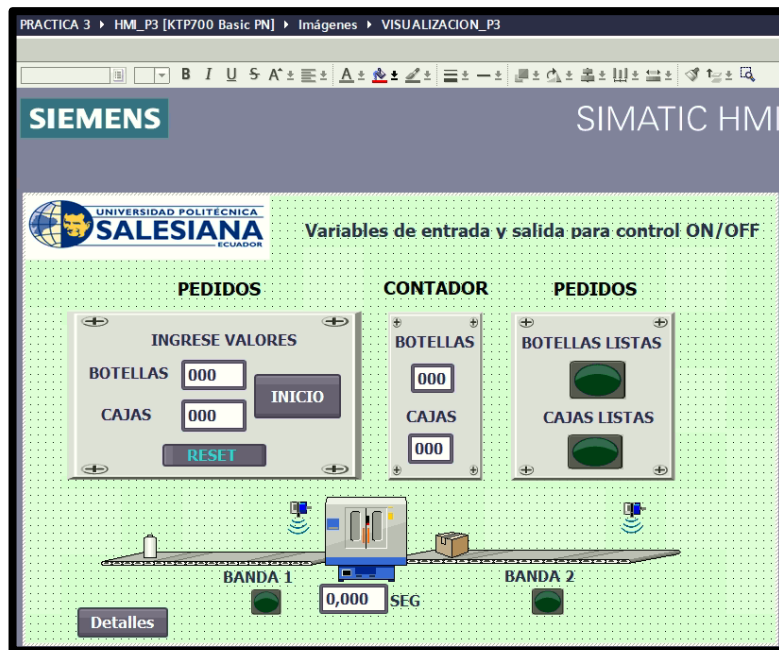 PRACTICA 3 ▸ HMI_P3 [KTP700 Basic PN] ▸ Imágenes ▸ VISUALIZACION_P3
B I U S A A
SIEMENS
SIMATIC HMI
UNIVERSIDAD POLITÉCNICA
SALESIANA
ECUADOR
Variables de entrada y salida para control ON/OFF
PEDIDOS
CONTADOR
PEDIDOS
INGRESE VALORES
BOTELLAS 000
CAJAS 000
INICIO
RESET
BOTELLAS
000
CAJAS
000
BOTELLAS LISTAS
CAJAS LISTAS
BANDA 1
BANDA 2
0,000 SEG
Detalles